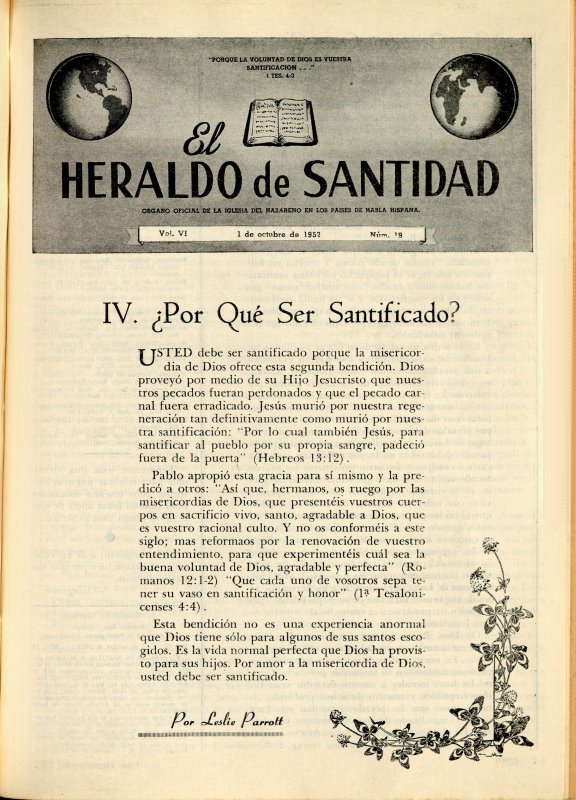 "PORQUE LA VOLUNTAD DE DIOS ES VUESTRA
SANTIFICACION . . ."
1 TES. 4:3
El
HERALDO de SANTIDAD
ORGANO OFICIAL DE LA IGLESIA DEL NAZARENO EN LOS PAISES DE HABLA HISPANA.
Vol. VI 1 de octubre de 1952 Núm. 19
IV. ¿Por Qué Ser Santificado?
USTED debe ser santificado porque la misericor-
dia de Dios ofrece esta segunda bendición. Dios
proveyó por medio de su Hijo Jesucristo que nues-
tros pecados fueran perdonados y que el pecado car-
nal fuera erradicado. Jesús murió por nuestra rege-
neración tan definitivamente como murió por nues-
tra santificación: "Por lo cual también Jesús, para
santificar al pueblo por su propia sangre, padeció
fuera de la puerta" (Hebreos 13:12).
Pablo apropió esta gracia para sí mismo y la pre-
dicó a otros: "Así que, hermanos, os ruego por las
misericordias de Dios, que presentéis vuestros cuer-
pos en sacrificio vivo, santo, agradable a Dios, que
es vuestro racional culto. Y no os conforméis a este
siglo; mas reformaos por la renovación de vuestro
entendimiento, para que experimentéis cuál sea la
buena voluntad de Dios, agradable y perfecta" (Ro-
manos 12:1-2) "Que cada uno de vosotros sepa te-
ner su vaso en santificación y honor" (1ª Tesaloni-
censes 4:4).
Esta bendición no es una experiencia anormal
que Dios tiene sólo para algunos de sus santos esco-
gidos. Es la vida normal perfecta que Dios ha provis-
to para sus hijos. Por amor a la misericordia de Dios,
usted debe ser santificado.
Por Leslie Parrott